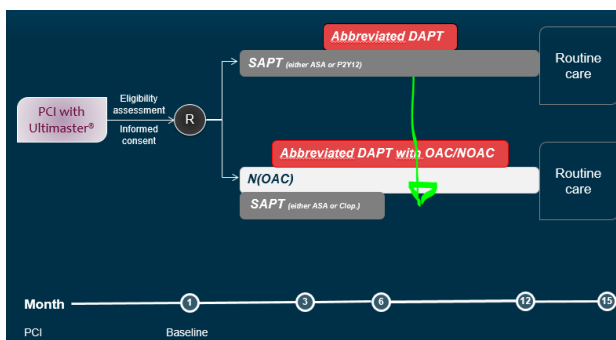 Abbreviated DAPT
SAPT (either ASA or P2Y12)
Routine
care
PCI with
Ultimaster®
Eligibility
assessment
Informed
consent
R
Abbreviated DAPT with OAC/NOAC
N(OAC)
SAPT (either ASA or Clop.)
Routine
care
Month 1 3 6 12 15
PCI Baseline